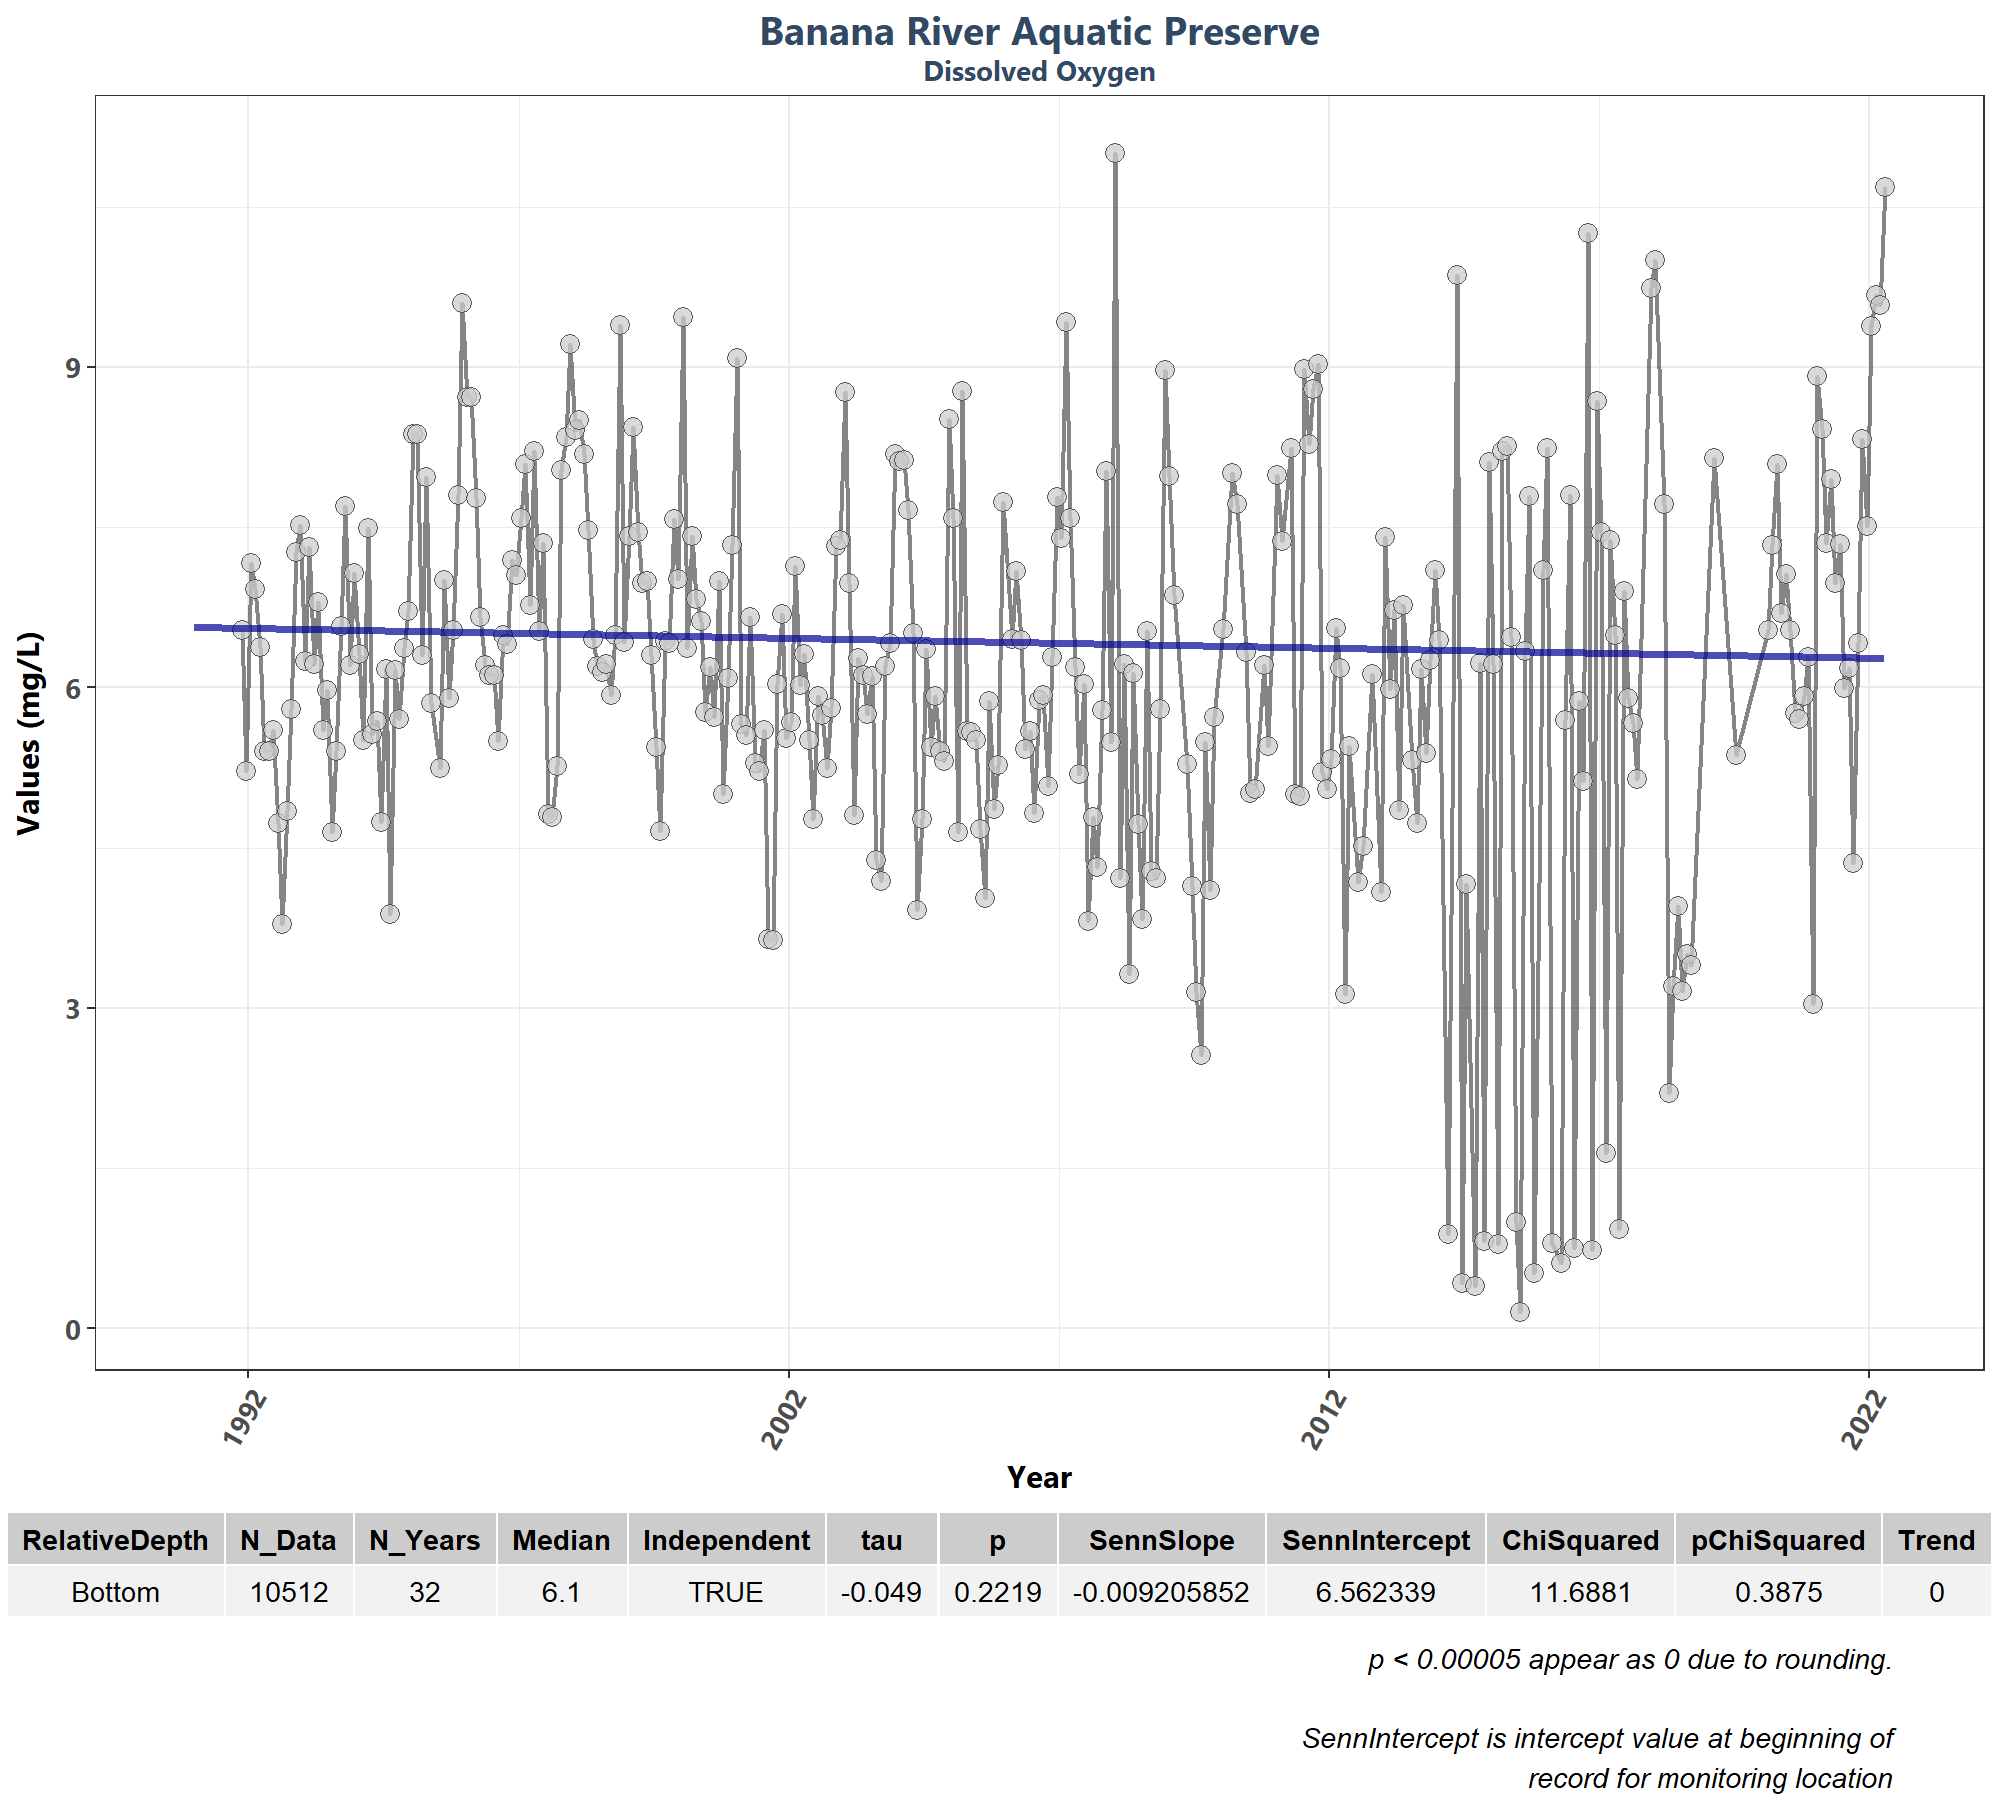 Banana River Aquatic Preserve
Dissolved Oxygen
Values (mg/L)
9
6
3
0
1992 2002 2012 2022
Year
RelativeDepth N_Data N_Years Median Independent tau p SennSlope SennIntercept ChiSquared pChiSquared Trend
Bottom 10512 32 6.1 TRUE -0.049 0.2219 -0.009205852 6.562339 11.6881 0.3875 0
p < 0.00005 appear as 0 due to rounding.
SennIntercept is intercept value at beginning of
record for monitoring location